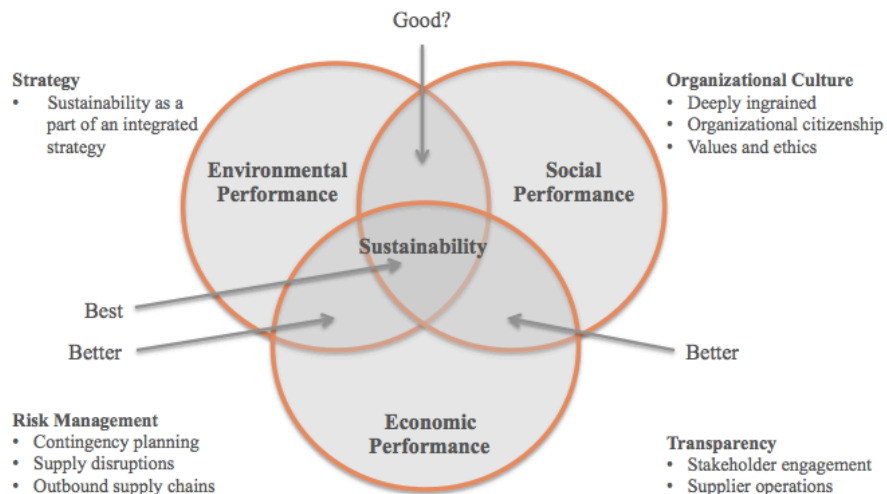 Good?
Strategy
• Sustainability as a
part of an integrated
strategy
Organizational Culture
• Deeply ingrained
• Organizational citizenship
• Values and ethics
Environmental
Performance
Social
Performance
Sustainability
Best
Better
Better
Economic
Performance
Risk Management
• Contingency planning
• Supply disruptions
• Outbound supply chains
Transparency
• Stakeholder engagement
• Supplier operations